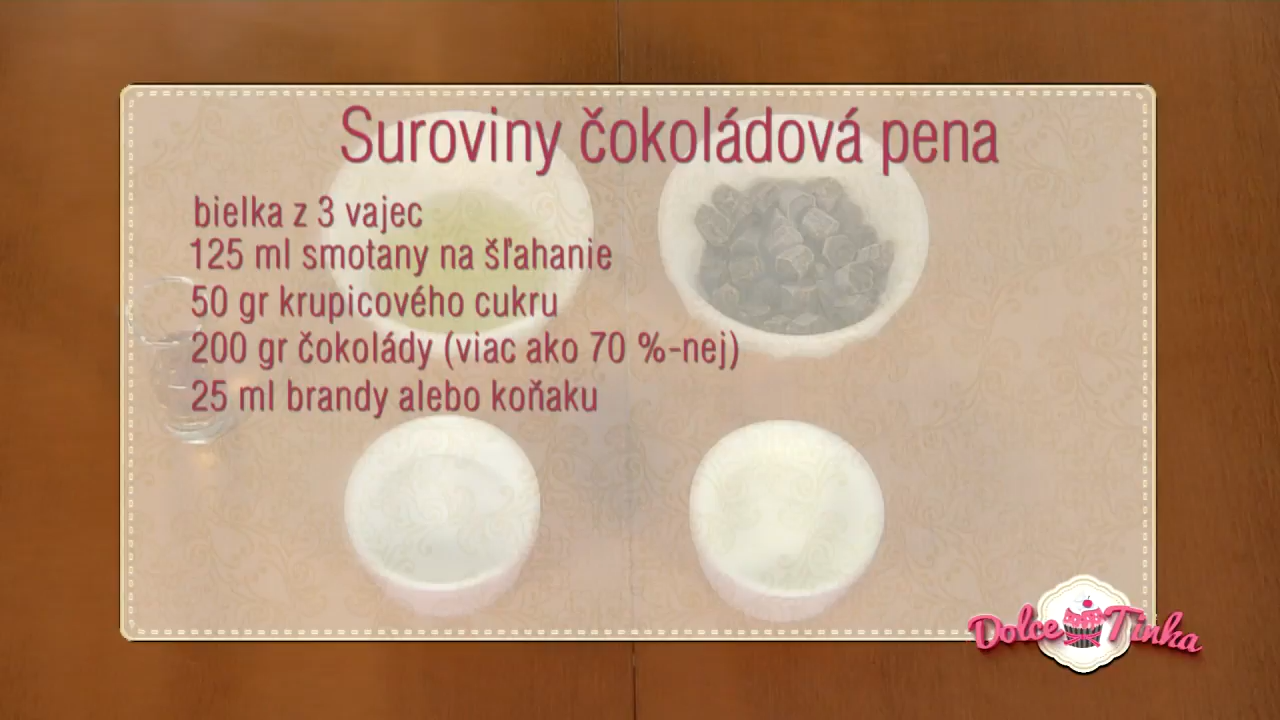 Suroviny čokoládová pena
bielka z 3 vajec
125 ml smotany na šľahanie
50 gr krupicového cukru
200 gr čokolády (viac ako 70 %-nej)
25 ml brandy alebo koňaku
Dolce Tinka